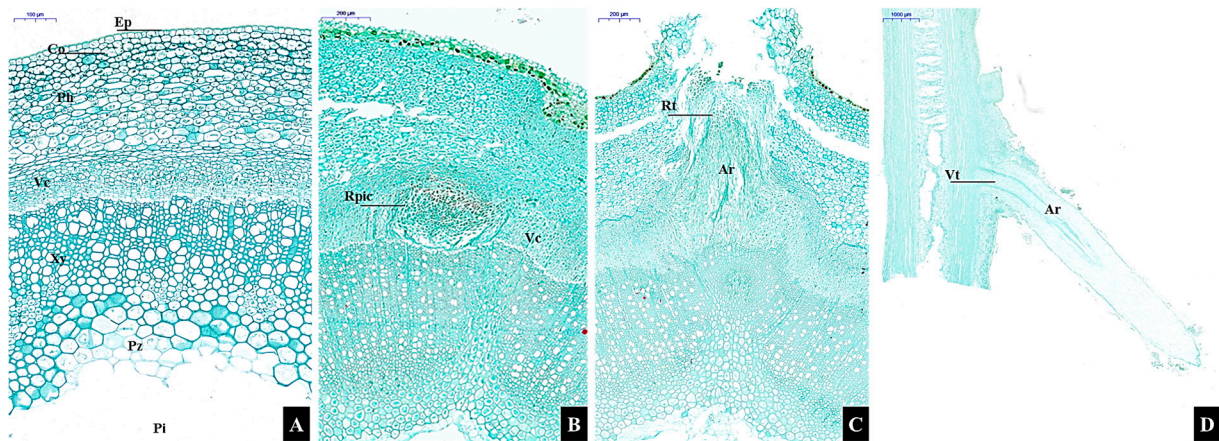 100 µm
Ep
Co
Ph
Vc
Xy
Pz
Pi
A
200 µm
Rpic
Vc
B
200 µm
Rt
Ar
C
1000 µm
Vt
Ar
D